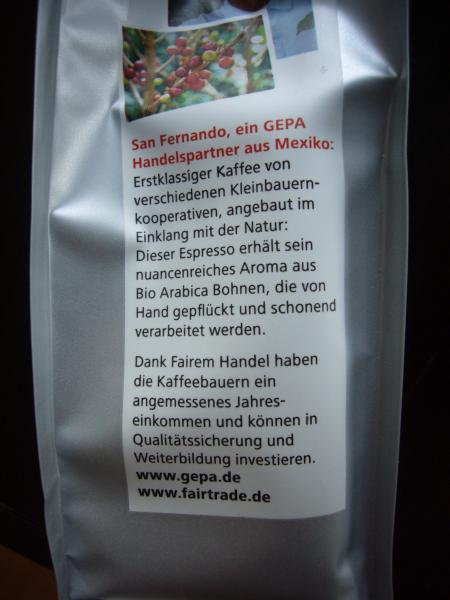 San Fernando, ein GEPA
Handelspartner aus Mexiko:
Erstklassiger Kaffee von
verschiedenen Kleinbauern-
kooperativen, angebaut im
Einklang mit der Natur:
Dieser Espresso erhält sein
nuancenreiches Aroma aus
Bio Arabica Bohnen, die von
Hand gepflückt und schonend
verarbeitet werden.
Dank Fairem Handel haben
die Kaffeebauern ein
angemessenes Jahres-
einkommen und können in
Qualitätssicherung und
Weiterbildung investieren.
www.gepa.de
www.fairtrade.de